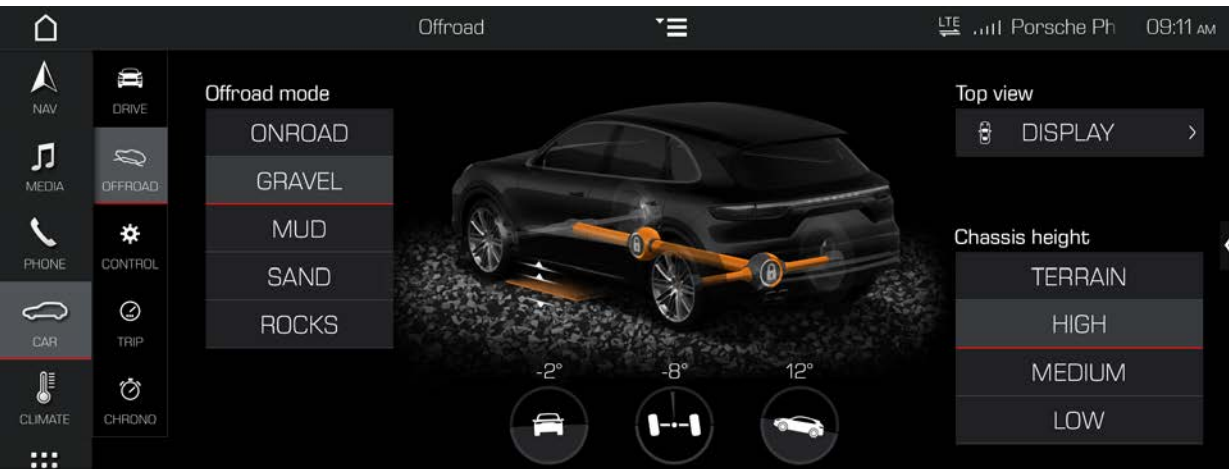 Offroad
LTE Porsche Ph 09:11 AM
NAV
MEDIA
PHONE
CAR
CLIMATE
DRIVE
OFFROAD
CONTROL
TRIP
CHRONO
Offroad mode
ONROAD
GRAVEL
MUD
SAND
ROCKS
-2° -8° 12°
Top view
DISPLAY
Chassis height
TERRAIN
HIGH
MEDIUM
LOW